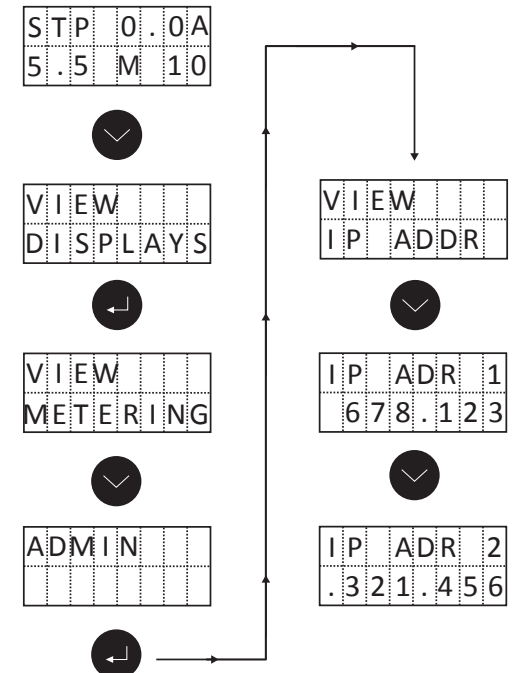 STP 0.0A
5.5 M 10
VIEW
DISPLAYS
VIEW
METERING
ADMIN
VIEW
IP ADDR
IP ADR 1
678.123
IP ADR 2
.321.456